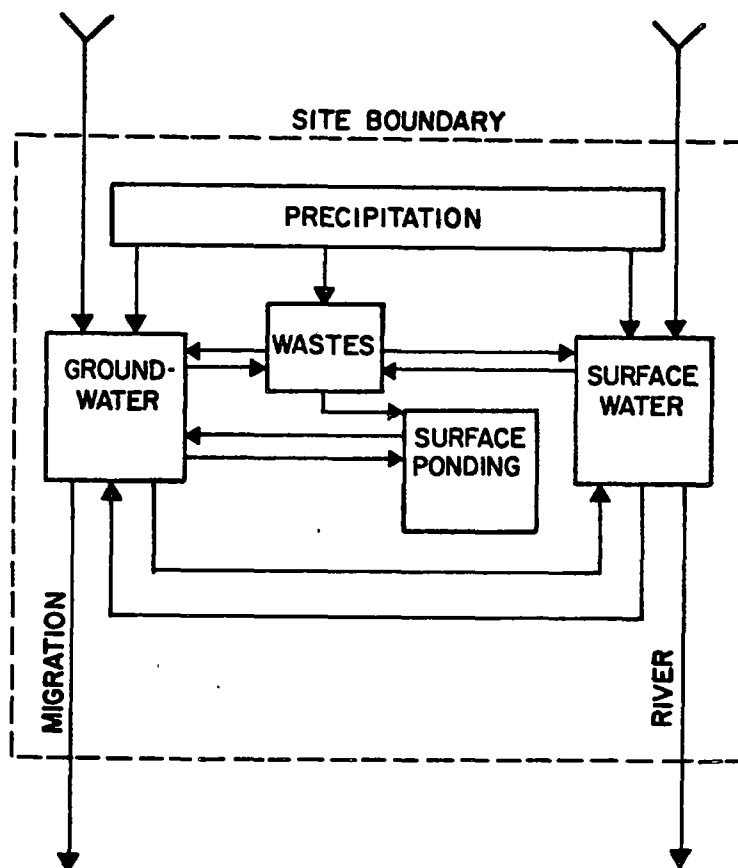 SITE BOUNDARY
PRECIPITATION
WASTES
GROUND-
WATER
SURFACE
WATER
SURFACE
PONDING
MIGRATION
RIVER